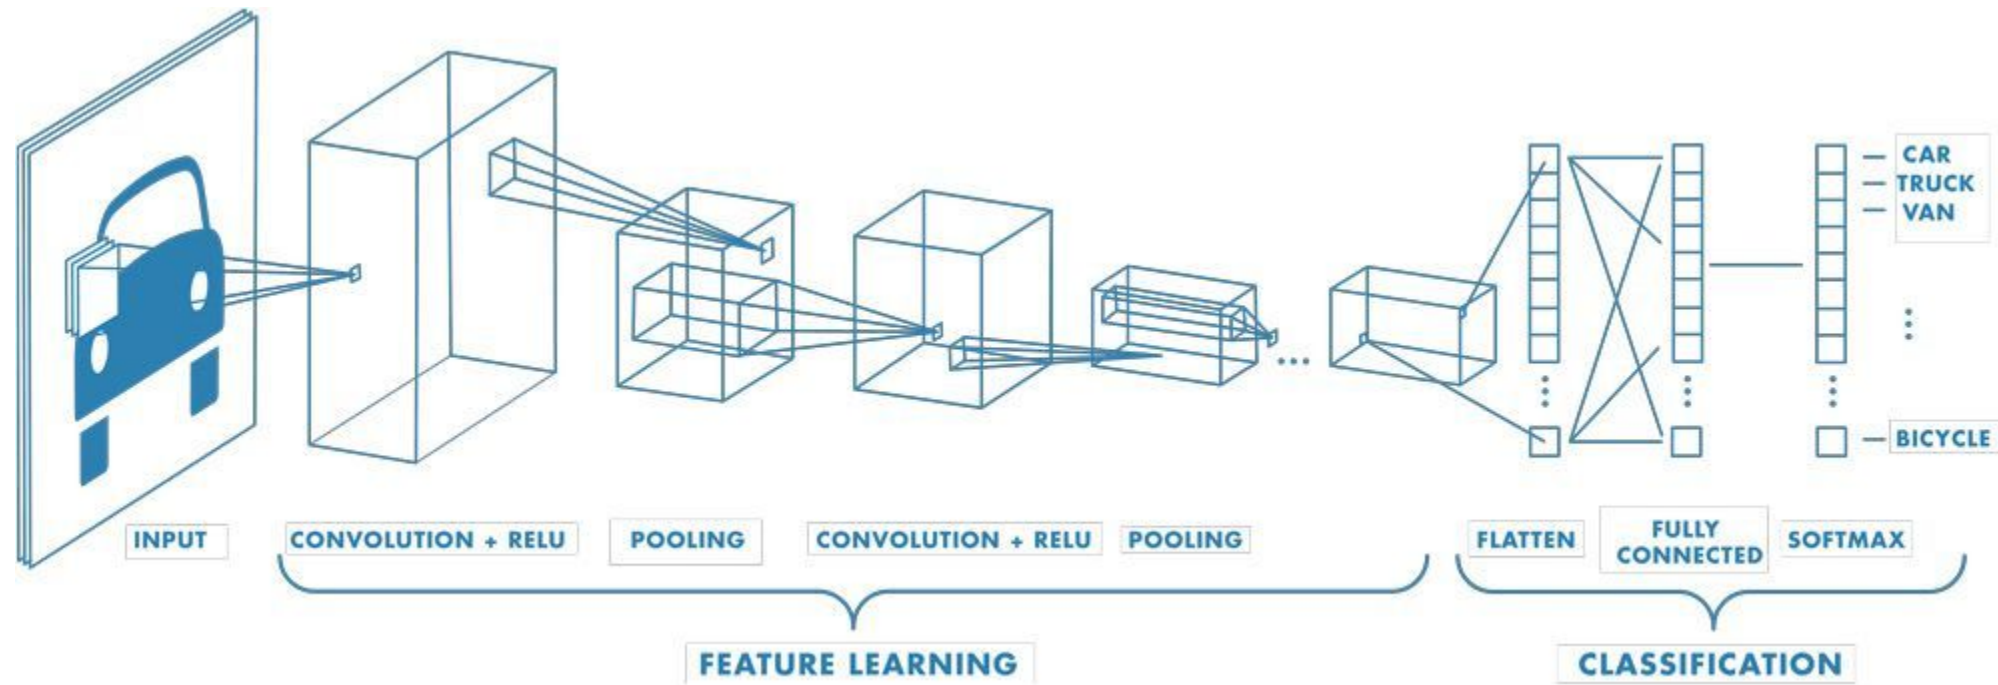 CAR
TRUCK
VAN
BICYCLE
INPUT
CONVOLUTION + RELU
POOLING
CONVOLUTION + RELU
POOLING
FLATTEN
FULLY
CONNECTED
SOFTMAX
FEATURE LEARNING
CLASSIFICATION